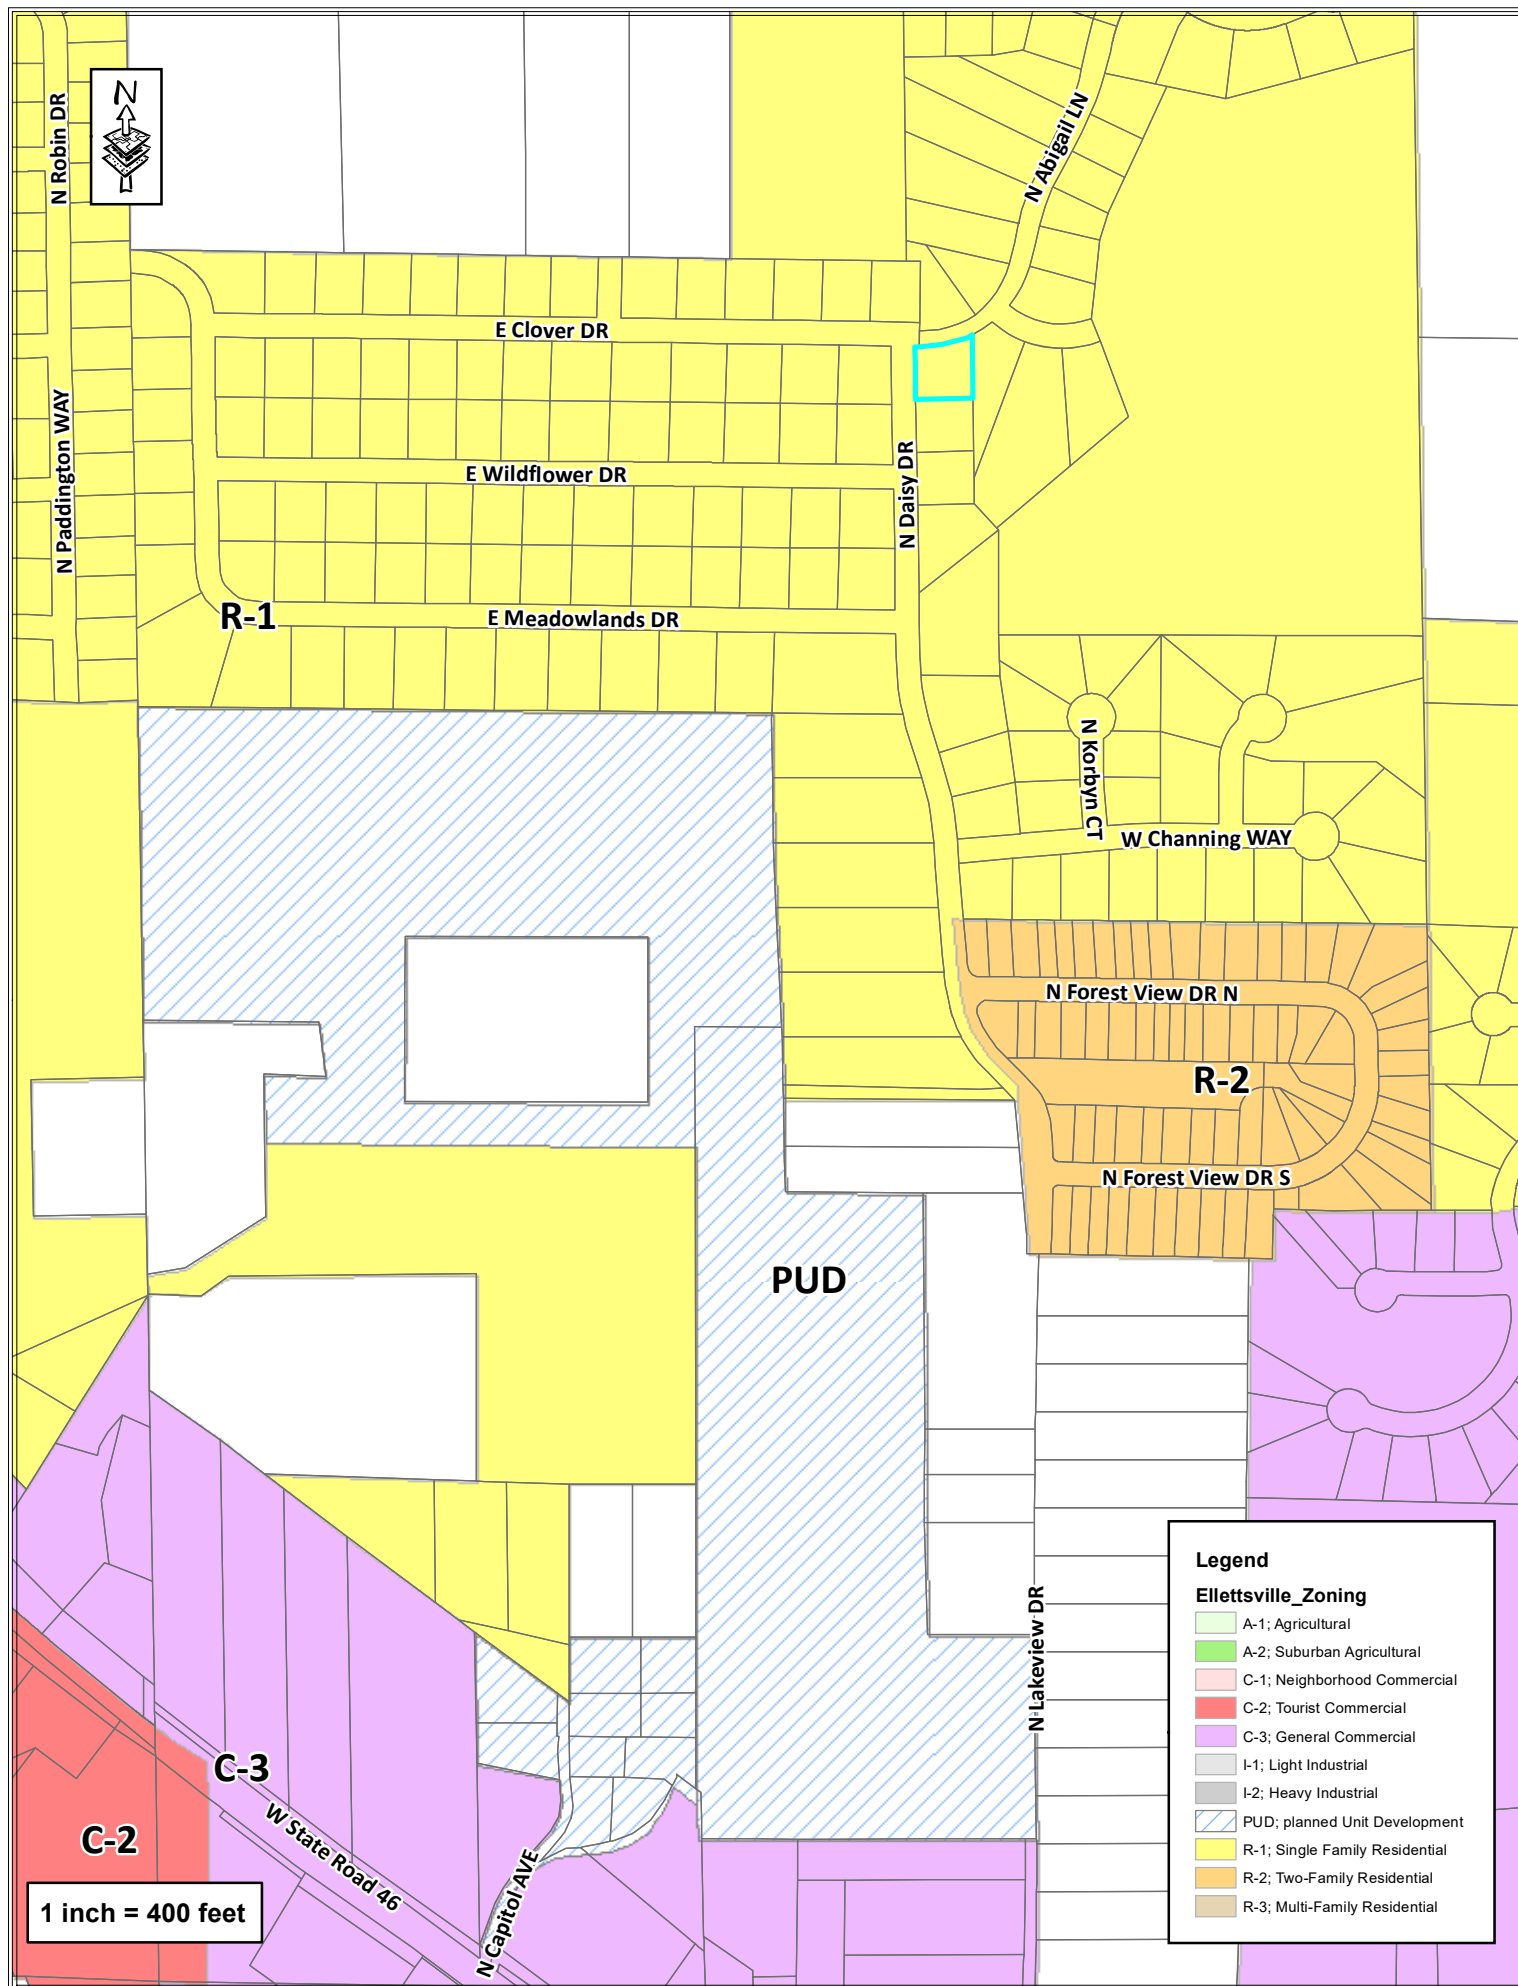 N
N Robin DR
N Abigail LN
E Clover DR
N Paddington WAY
E Wildflower DR
N Daisy DR
R-1
E Meadowlands DR
N Korbyn CT
W Channing WAY
N Forest View DR N
R-2
N Forest View DR S
PUD
N Lakeview DR
C-3
W State Road 46
C-2
N Capitol AVE
1 inch = 400 feet
Legend
Ellettsville_Zoning
A-1; Agricultural
A-2; Suburban Agricultural
C-1; Neighborhood Commercial
C-2; Tourist Commercial
C-3; General Commercial
I-1; Light Industrial
I-2; Heavy Industrial
PUD; planned Unit Development
R-1; Single Family Residential
R-2; Two-Family Residential
R-3; Multi-Family Residential